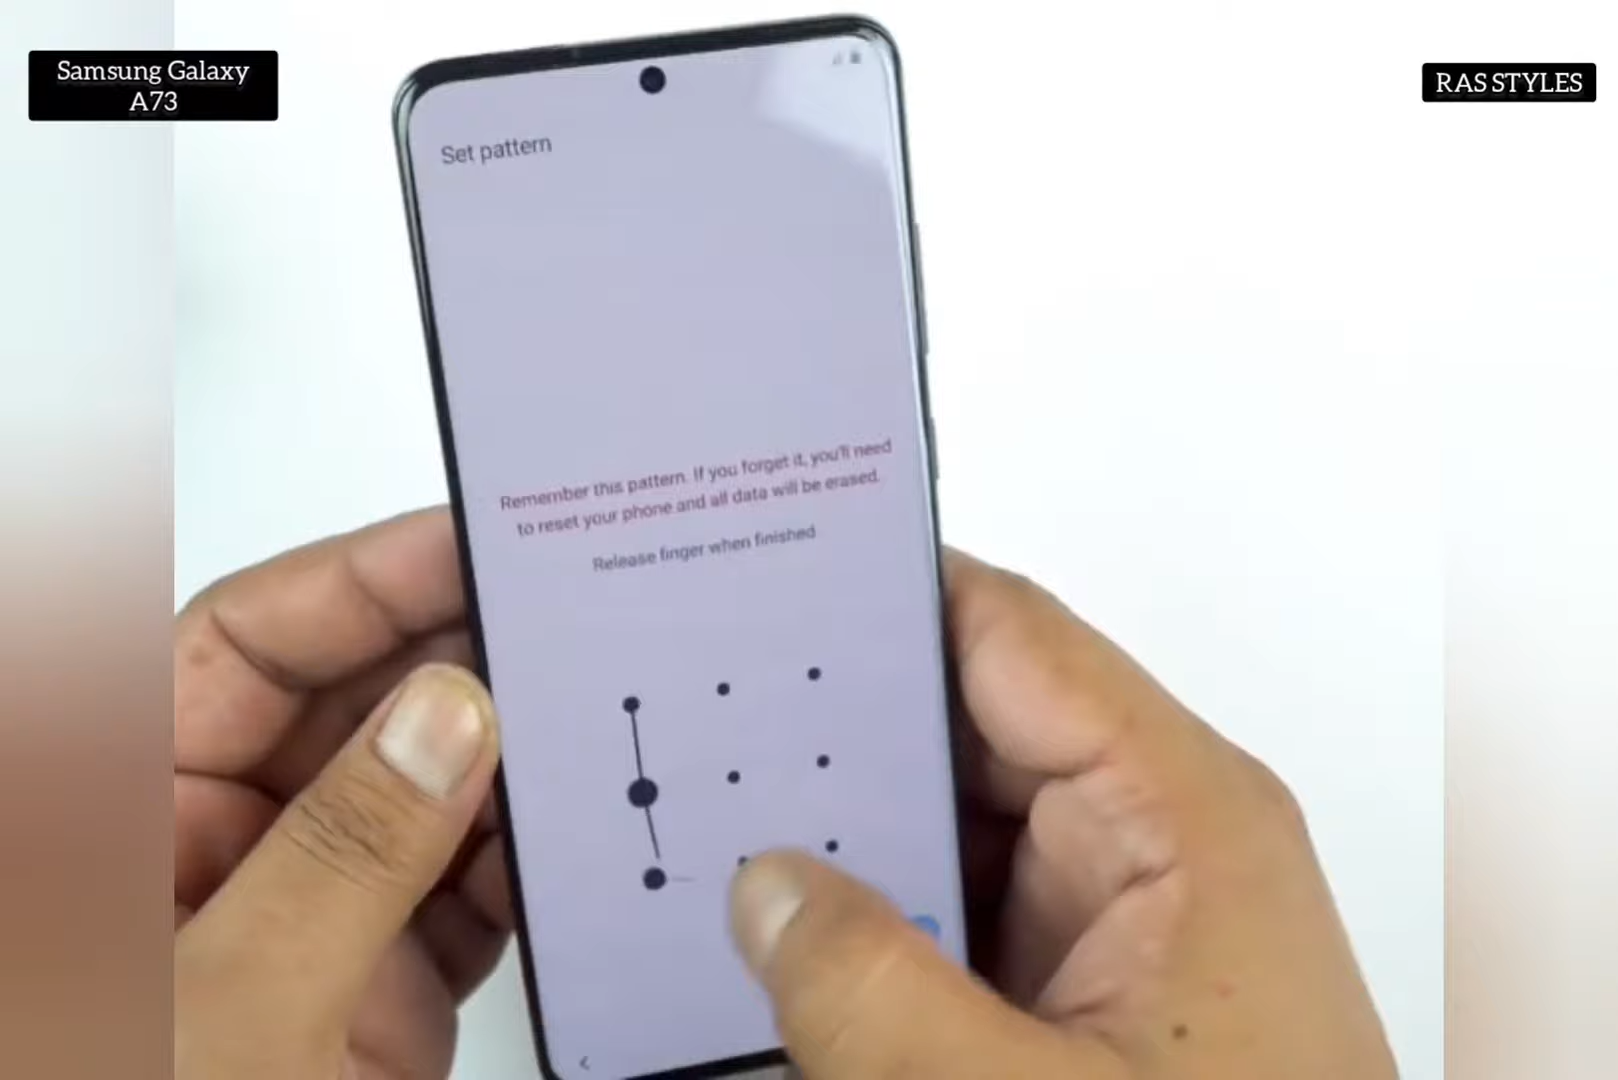 Samsung Galaxy
A73
RAS STYLES
Set pattern
Remember this pattern. If you forget it, you'll need
to reset your phone and all data will be erased.
Release finger when finished